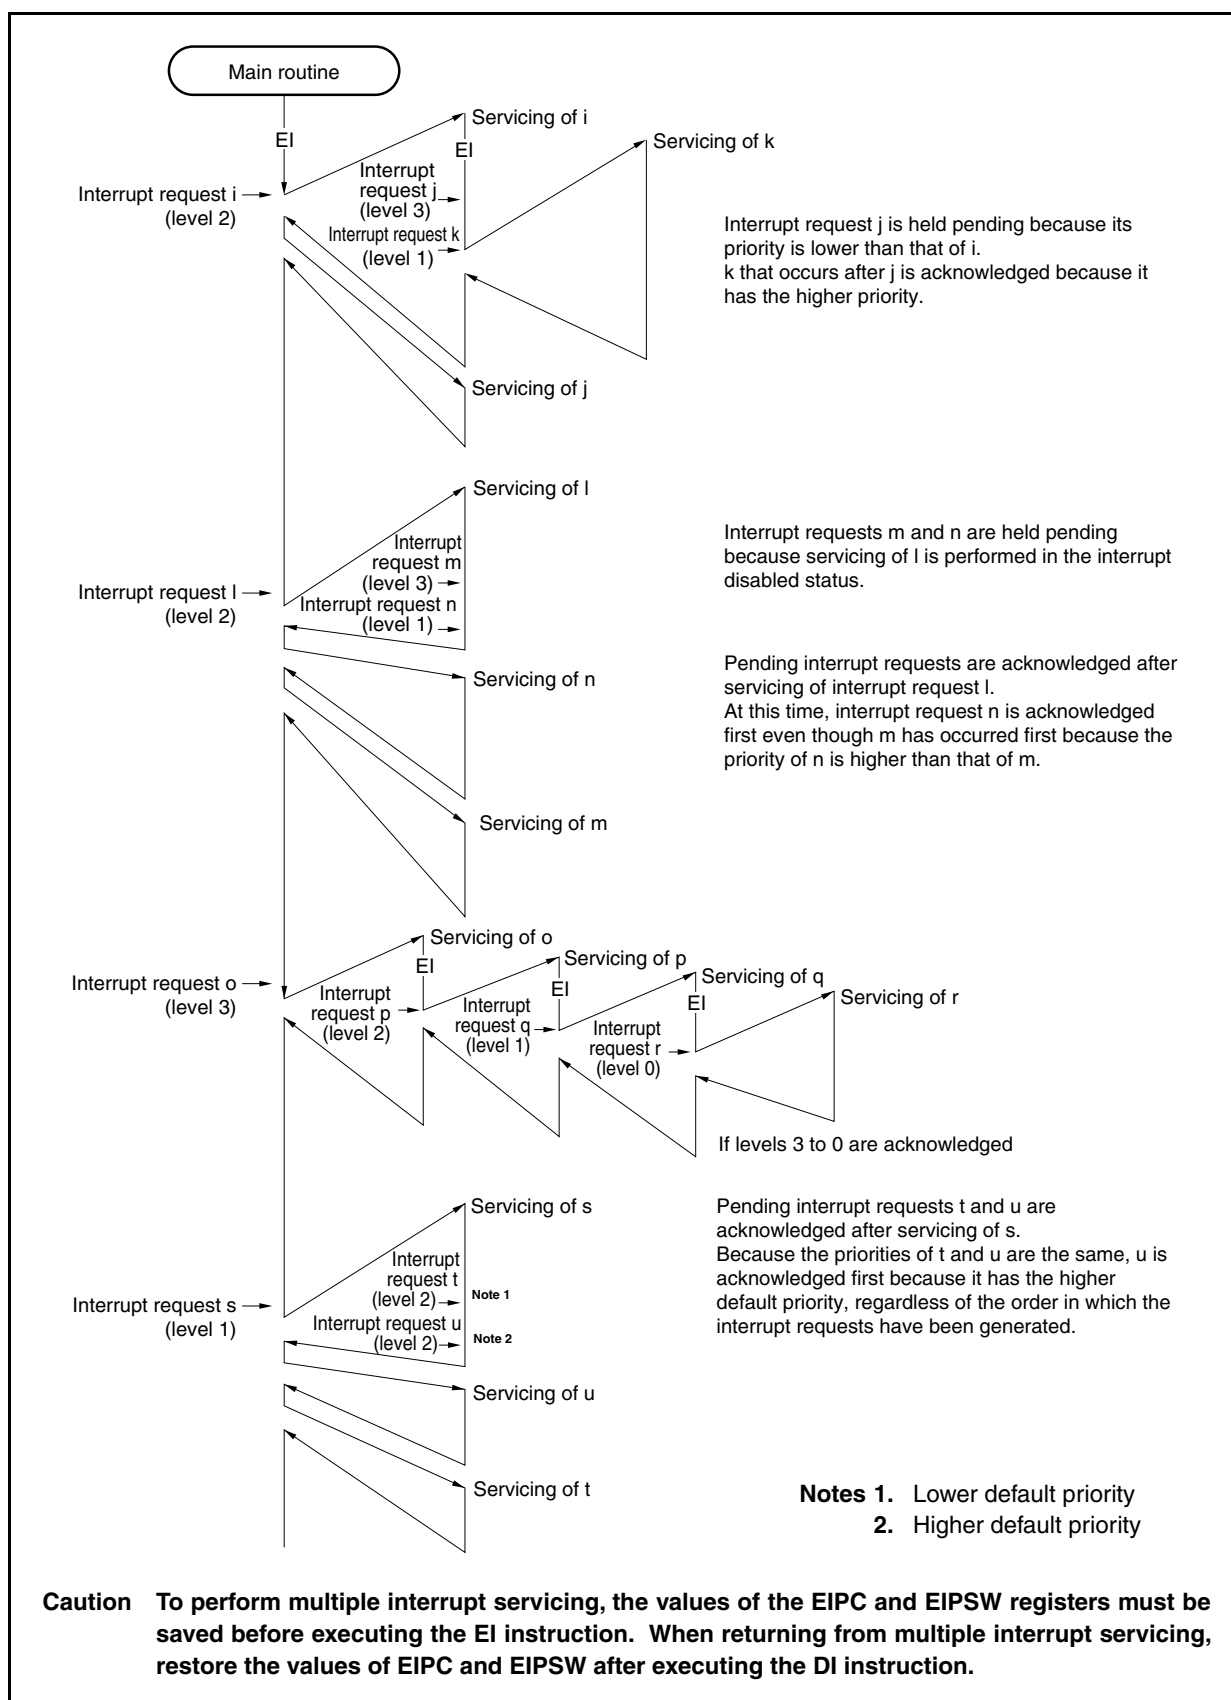 Main routine
EI
Servicing of i
EI
Servicing of k
Interrupt request i
(level 2)
Interrupt
request j
(level 3)
Interrupt request k
(level 1)
Interrupt request j is held pending because its
priority is lower than that of i.
k that occurs after j is acknowledged because it
has the higher priority.
Servicing of j
Servicing of l
Interrupt request l
(level 2)
Interrupt
request m
(level 3)
Interrupt request n
(level 1)
Interrupt requests m and n are held pending
because servicing of l is performed in the interrupt
disabled status.
Servicing of n
Pending interrupt requests are acknowledged after
servicing of interrupt request l.
At this time, interrupt request n is acknowledged
first even though m has occurred first because the
priority of n is higher than that of m.
Servicing of m
Interrupt request o
(level 3)
Servicing of o
EI
Interrupt
request p
(level 2)
Servicing of p
EI
Interrupt
request q
(level 1)
Servicing of q
EI
Interrupt
request r
(level 0)
Servicing of r
If levels 3 to 0 are acknowledged
Servicing of s
Interrupt request s
(level 1)
Interrupt
request t
(level 2)
Note 1
Interrupt request u
(level 2)
Note 2
Pending interrupt requests t and u are
acknowledged after servicing of s.
Because the priorities of t and u are the same, u is
acknowledged first because it has the higher
default priority, regardless of the order in which the
interrupt requests have been generated.
Servicing of u
Servicing of t
Notes 1. Lower default priority
2. Higher default priority
Caution To perform multiple interrupt servicing, the values of the EIPC and EIPSW registers must be
saved before executing the EI instruction. When returning from multiple interrupt servicing,
restore the values of EIPC and EIPSW after executing the DI instruction.